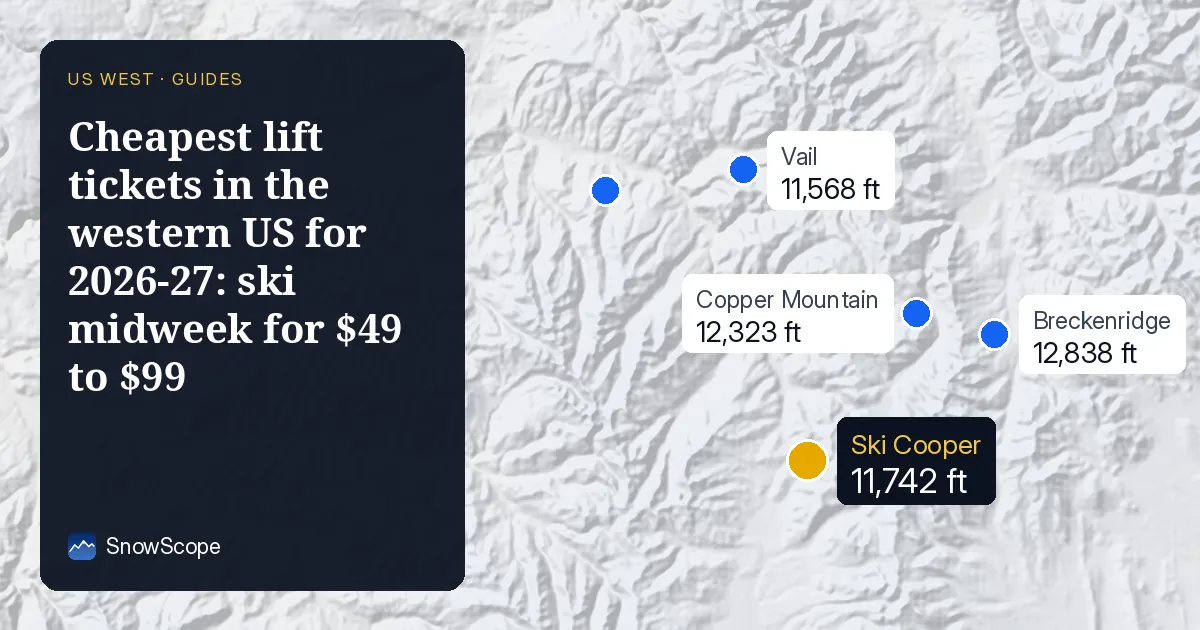 US WEST · GUIDES
Cheapest lift
tickets in the
western US for
2026-27: ski
midweek for $49
to $99
SnowScope
Vail
11,568 ft
Copper Mountain
12,323 ft
Breckenridge
12,838 ft
Ski Cooper
11,742 ft